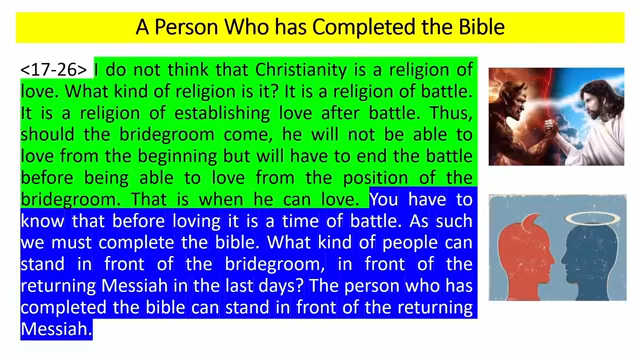 A Person Who has Completed the Bible
<17-26> I do not think that Christianity is a religion of
love. What kind of religion is it? It is a religion of battle.
It is a religion of establishing love after battle. Thus,
should the bridegroom come, he will not be able to
love from the beginning but will have to end the battle
before being able to love from the position of the
bridegroom. That is when he can love. You have to
know that before loving it is a time of battle. As such
we must complete the bible. What kind of people can
stand in front of the bridegroom, in front of the
returning Messiah in the last days? The person who has
completed the bible can stand in front of the returning
Messiah.